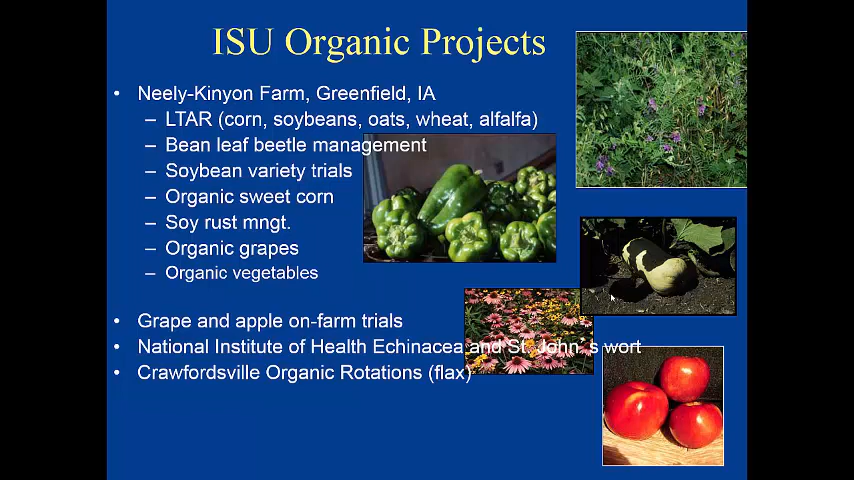 ISU Organic Projects
• Neely-Kinyon Farm, Greenfield, IA
– LTAR (corn, soybeans, oats, wheat, alfalfa)
– Bean leaf beetle management
– Soybean variety trials
– Organic sweet corn
– Soy rust mngt.
– Organic grapes
– Organic vegetables
• Grape and apple on-farm trials
• National Institute of Health Echinacea and St. John's wort
• Crawfordsville Organic Rotations (flax)